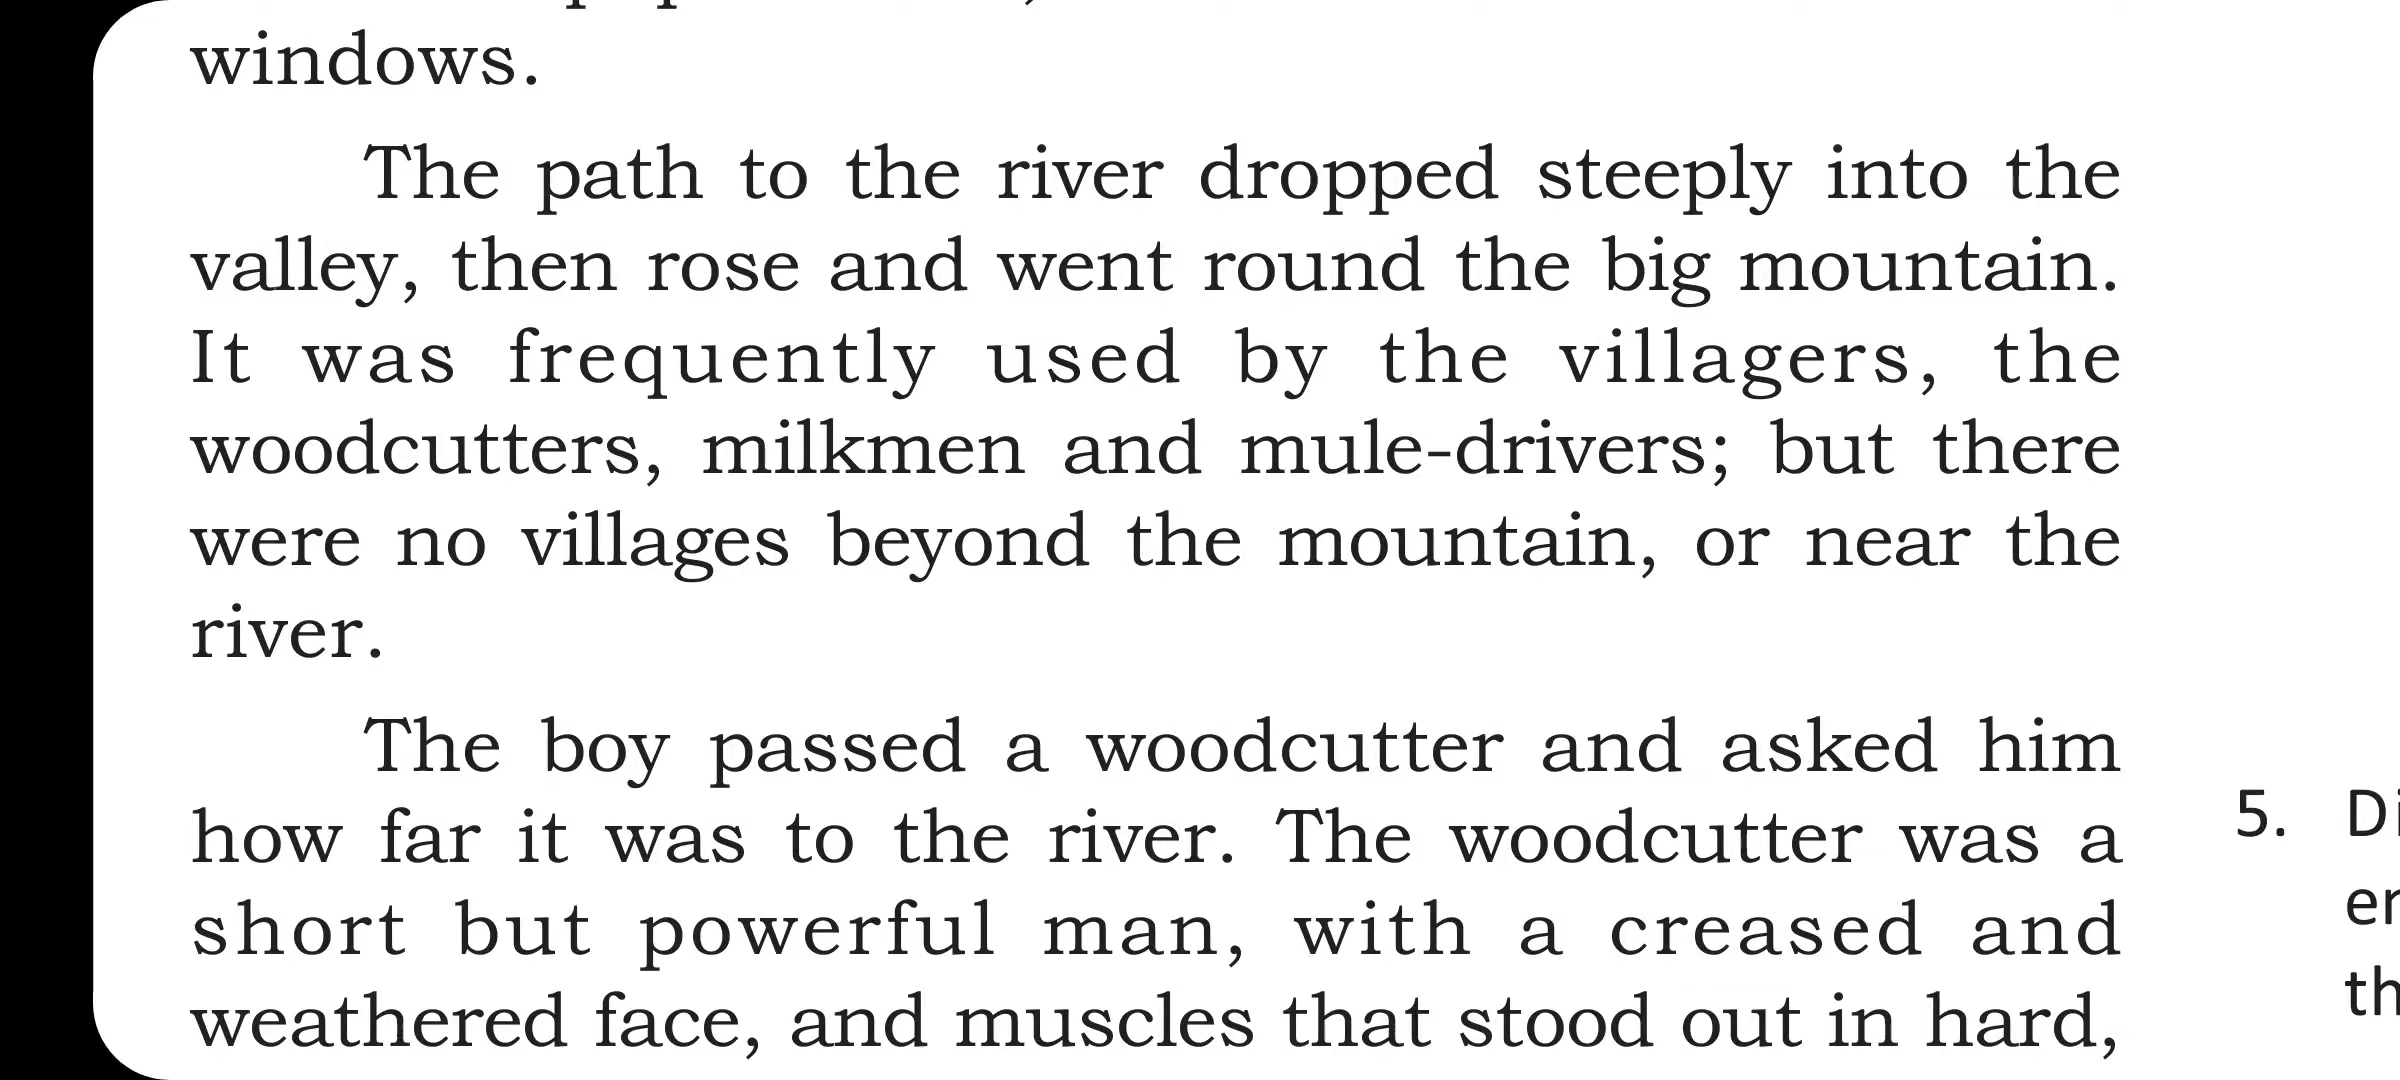 windows.
The path to the river dropped steeply into the
valley, then rose and went round the big mountain.
It was frequently used by the villagers, the
woodcutters, milkmen and mule-drivers; but there
were no villages beyond the mountain, or near the
river.
The boy passed a woodcutter and asked him
how far it was to the river. The woodcutter was a
short but powerful man, with a creased and
weathered face, and muscles that stood out in hard,
5.